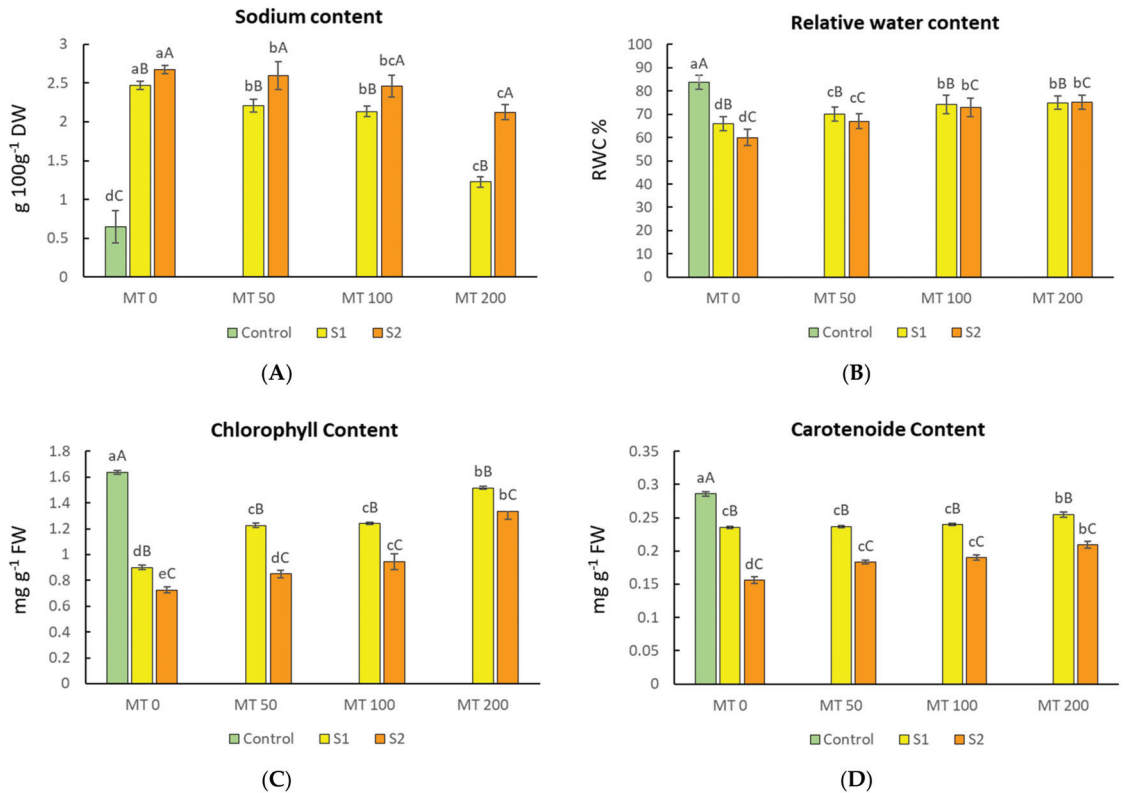 Sodium content
g 100g⁻¹ DW
3
2.5
2
1.5
1
0.5
0
dC
aB
aA
bB
bA
bB
bcA
cB
cA
MT 0 MT 50 MT 100 MT 200
Control S1 S2
(A)
Relative water content
RWC %
100
90
80
70
60
50
40
30
20
10
0
aA
dB
dC
cB
cC
bB
bC
bB
bC
MT 0 MT 50 MT 100 MT 200
Control S1 S2
(B)
Chlorophyll Content
mg g⁻¹ FW
1.8
1.6
1.4
1.2
1
0.8
0.6
0.4
0.2
0
aA
dB
eC
cB
dC
cB
cC
bB
bC
MT 0 MT 50 MT 100 MT 200
Control S1 S2
(C)
Carotenoide Content
mg g⁻¹ FW
0.35
0.3
0.25
0.2
0.15
0.1
0.05
0
aA
cB
dC
cB
cC
cB
cC
bB
bC
MT 0 MT 50 MT 100 MT 200
Control S1 S2
(D)